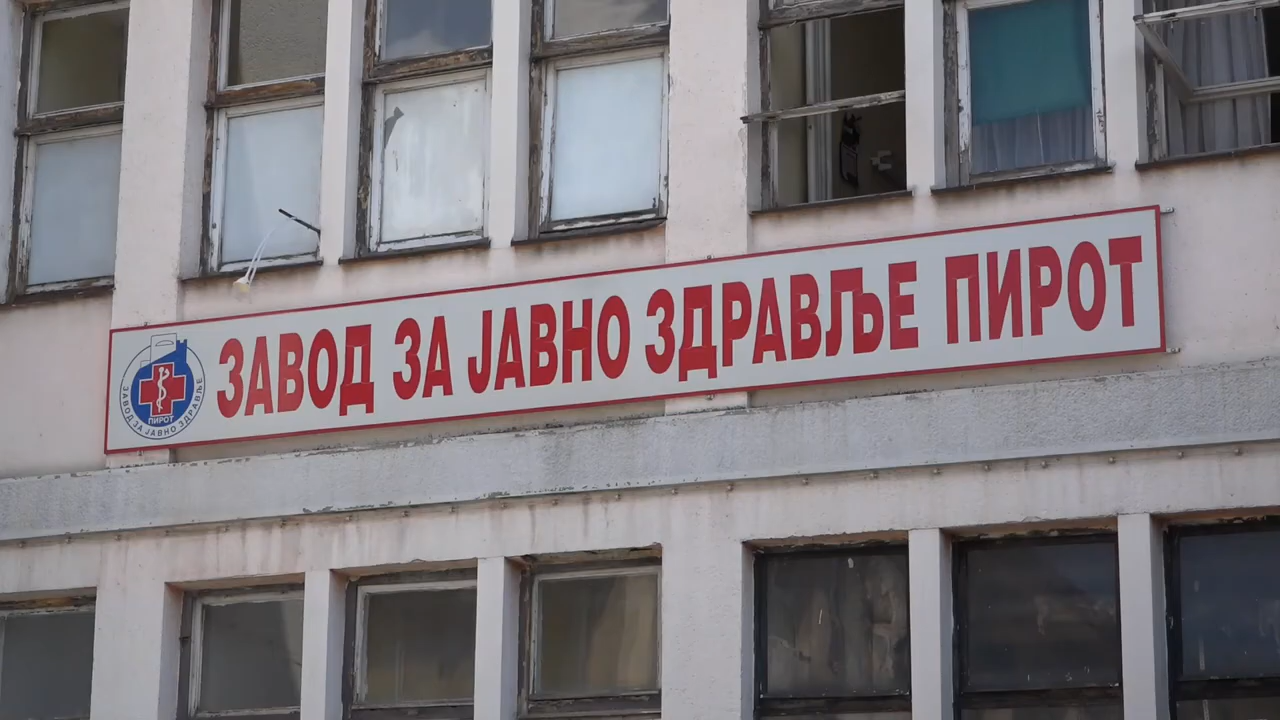 ЗАВОД ЗА ЈАВНО ЗДРАВЉЕ ПИРОТ
ПИРОТ
ЗАВОД ЗА ЈАВНО ЗДРАВЉЕ